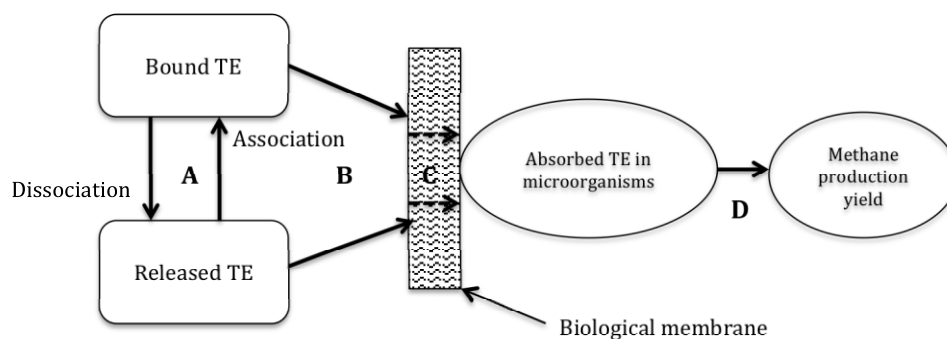 Bound TE
Association
A
B
C
Dissociation
Released TE
Absorbed TE in
microorganisms
D
Methane
production
yield
Biological membrane